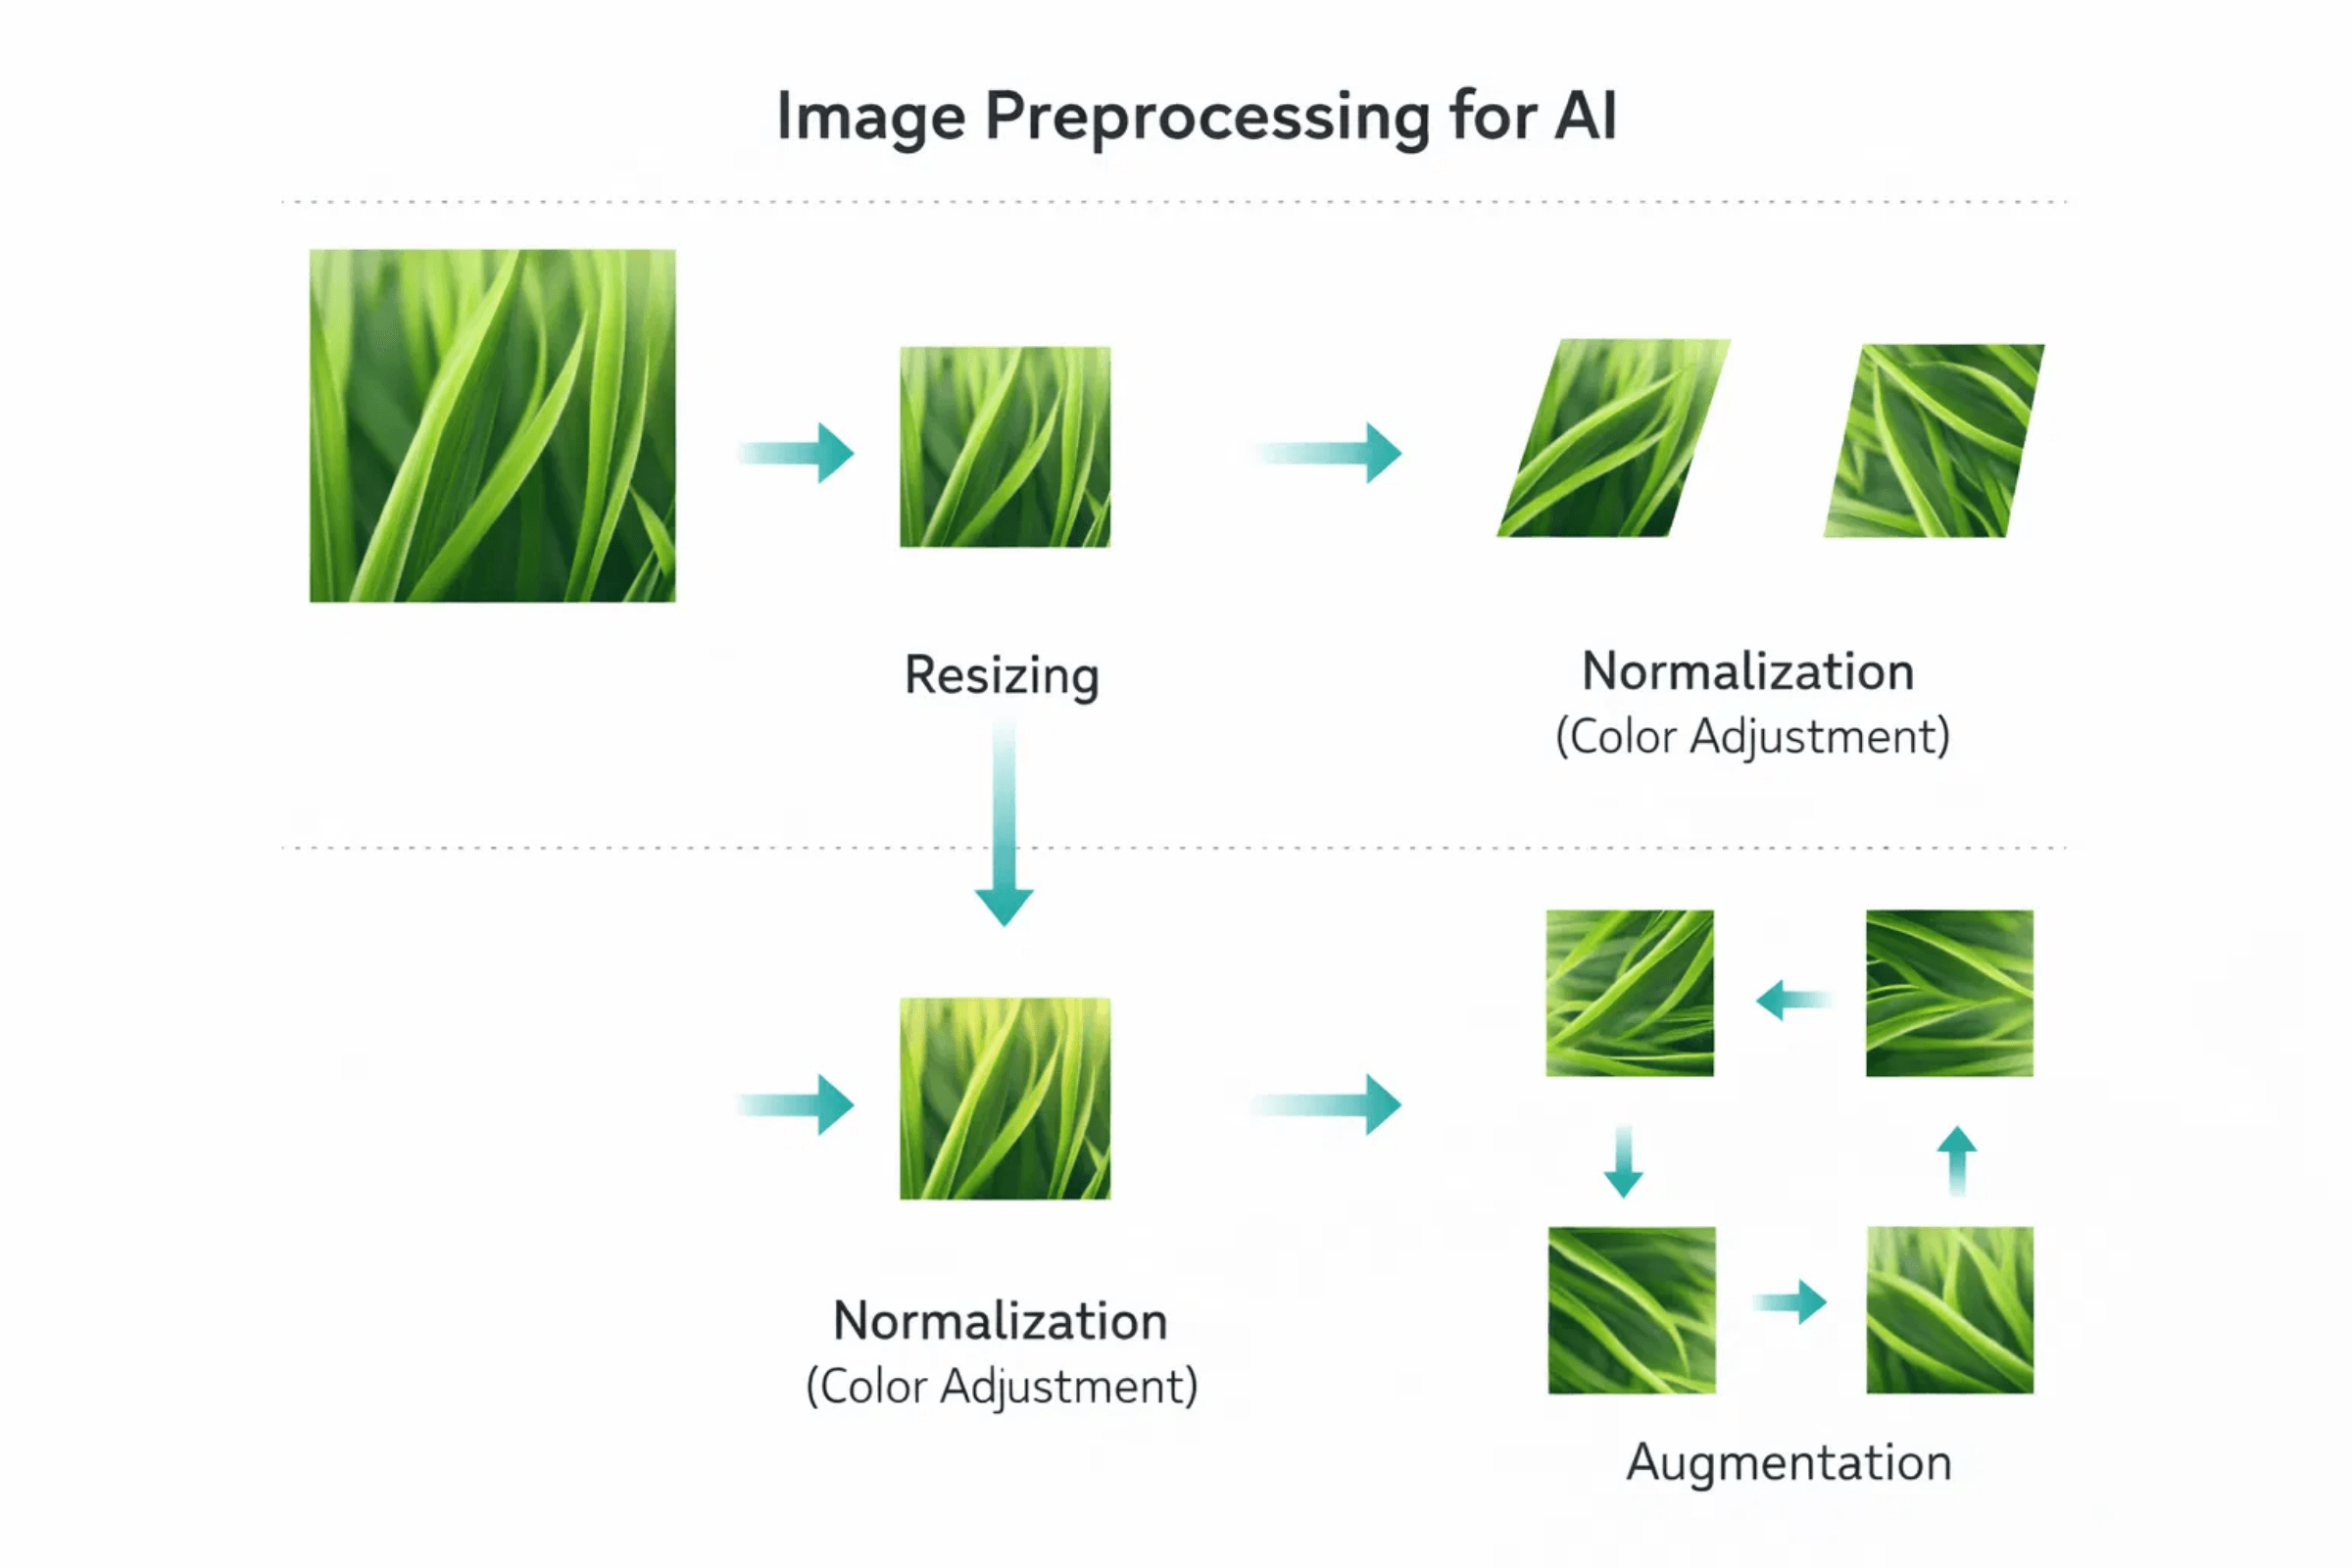 Image Preprocessing for AI
Resizing
Normalization
(Color Adjustment)
Normalization
(Color Adjustment)
Augmentation